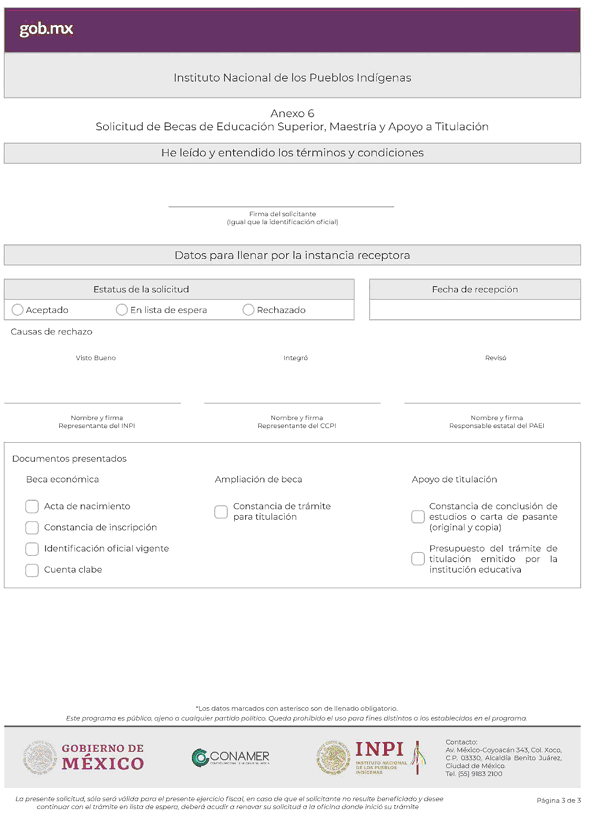 gob.mx
Instituto Nacional de los Pueblos Indígenas
Anexo 6
Solicitud de Becas de Educación Superior, Maestría y Apoyo a Titulación
He leído y entendido los términos y condiciones
Firma del solicitante
(Igual que la identificación oficial)
Datos para llenar por la instancia receptora
Estatus de la solicitud
Fecha de recepción
Aceptado
En lista de espera
Rechazado
Causas de rechazo
Visto Bueno
Integró
Revisó
Nombre y firma
Representante del INPI
Nombre y firma
Representante del CCPI
Nombre y firma
Responsable estatal del PAEI
Documentos presentados
Beca económica
Acta de nacimiento
Constancia de inscripción
Identificación oficial vigente
Cuenta clabe
Ampliación de beca
Constancia de trámite
para titulación
Apoyo de titulación
Constancia de conclusión de
estudios o carta de pasante
(original y copia)
Presupuesto del trámite de
titulación emitido por la
institución educativa
*Los datos marcados con asterisco son de llenado obligatorio.
Este programa es público, ajeno a cualquier partido político. Queda prohibido el uso para fines distintos a los establecidos en el programa.
GOBIERNO DE
MÉXICO
CONAMER
INPI
INSTITUTO NACIONAL
DE LOS PUEBLOS
INDÍGENAS
Contacto:
Av. México-Coyoacán 343, Col. Xoco,
C.P. 03330, Alcaldía Benito Juárez,
Ciudad de México.
Tel. (55) 9183 2100
La presente solicitud, sólo será válida para el presente ejercicio fiscal, en caso de que el solicitante no resulte beneficiado y desee
continuar con el trámite en lista de espera, deberá acudir a renovar su solicitud a la oficina donde inició su trámite
Página 3 de 3